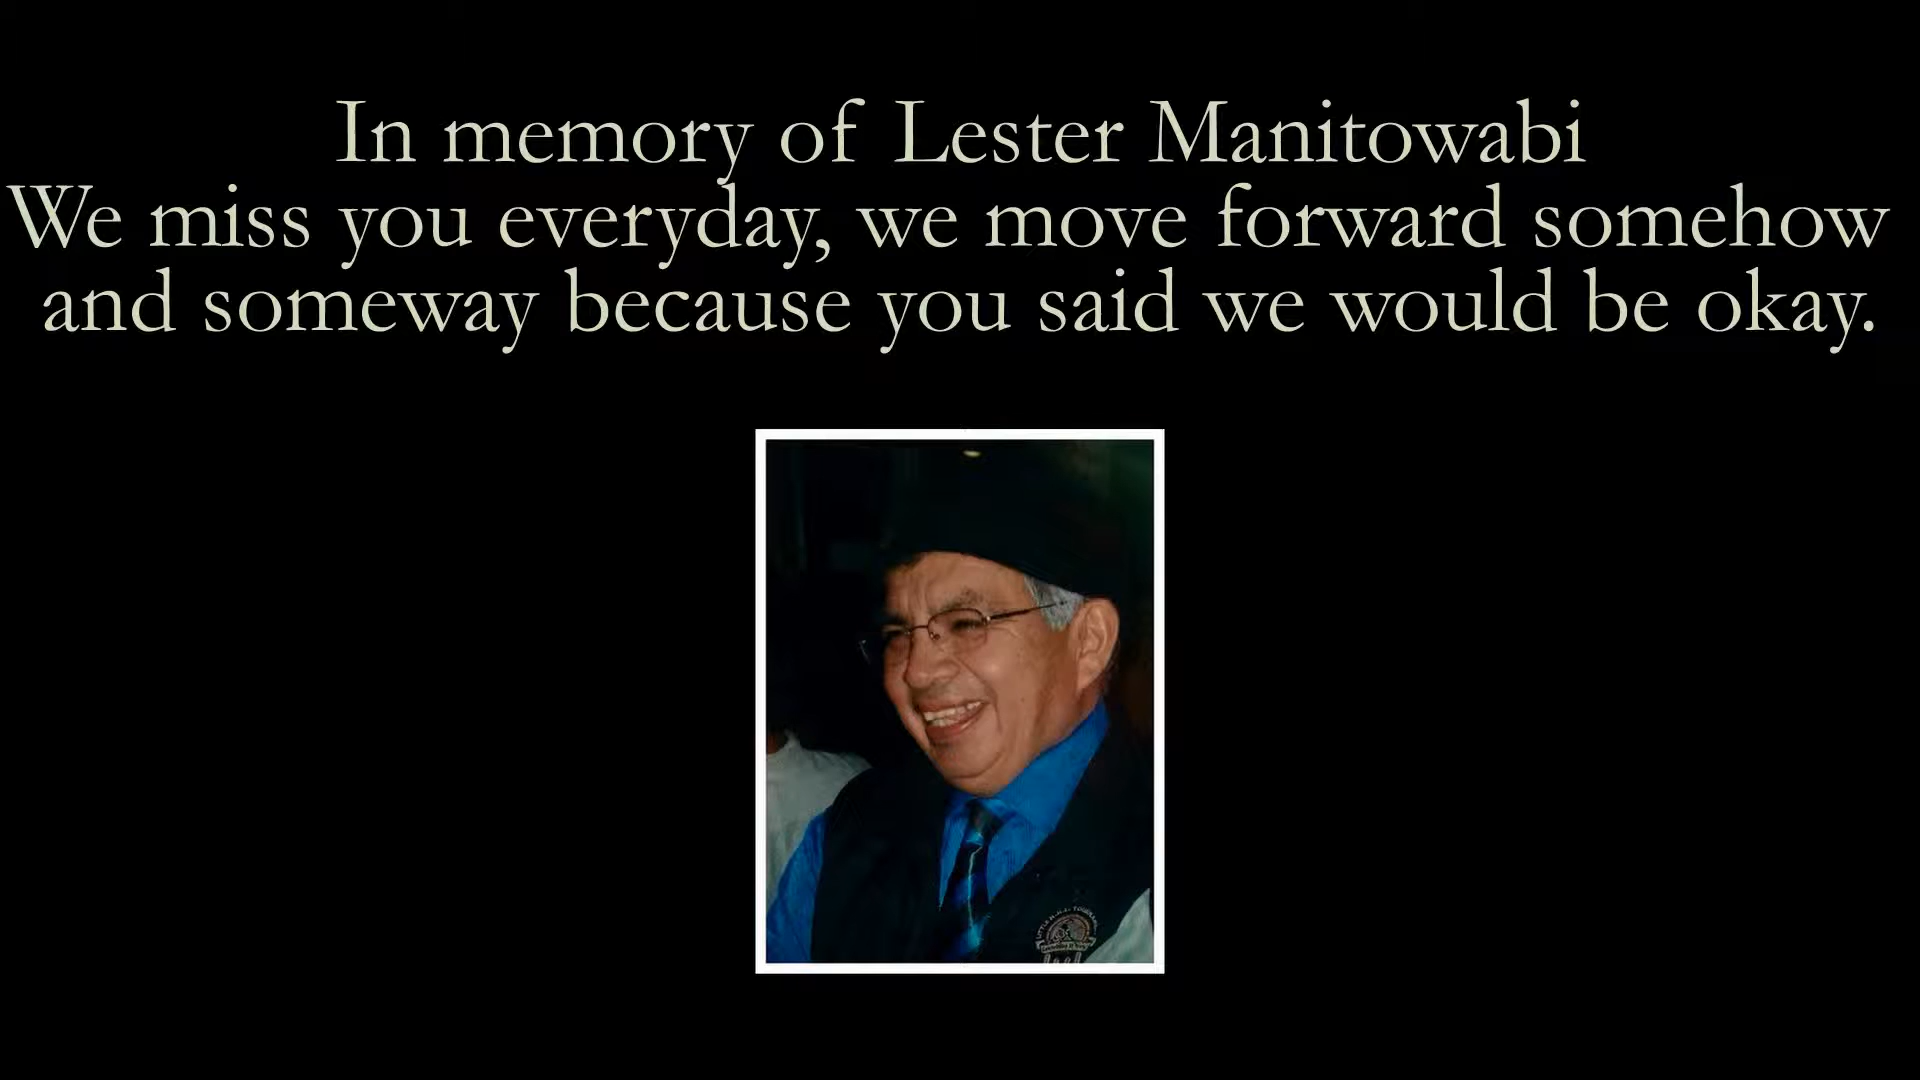 In memory of Lester Manitowabi
We miss you everyday, we move forward somehow
and someway because you said we would be okay.